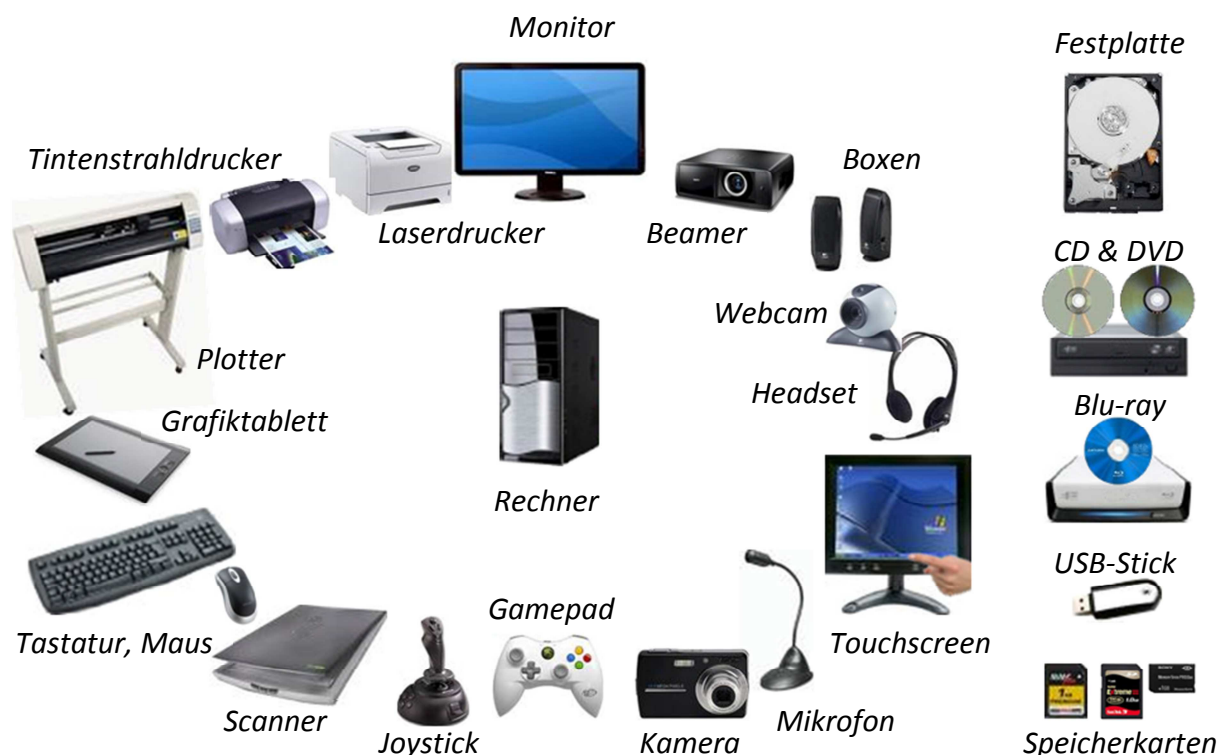 Monitor
Festplatte
Tintenstrahldrucker
Boxen
Laserdrucker
Beamer
CD & DVD
Webcam
Plotter
Headset
Blu-ray
Grafiktablett
Rechner
USB-Stick
Gamepad
Tastatur, Maus
Touchscreen
Scanner
Mikrofon
Joystick
Kamera
Speicherkarten